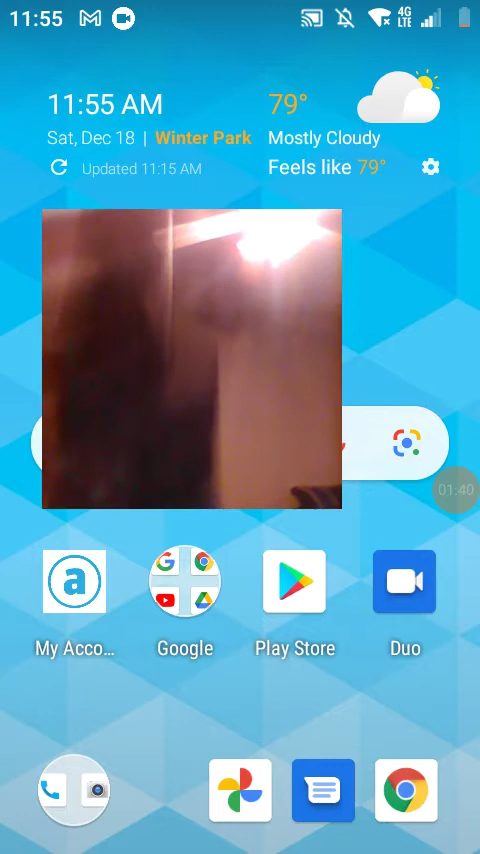 11:55
4G
LTE
11:55 AM
79°
Sat, Dec 18 | Winter Park
Mostly Cloudy
Updated 11:15 AM
Feels like 79°
01:40
a
My Acco...
Google
Play Store
Duo